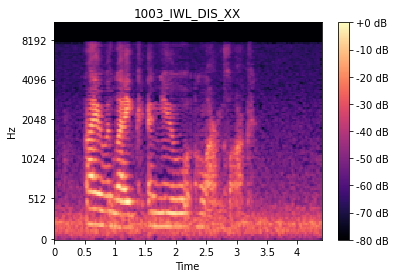 1003_IWL_DIS_XX
+0 dB
8192
-10 dB
4096
-20 dB
-30 dB
Hz
2048
-40 dB
1024
-50 dB
512
-60 dB
-70 dB
0
-80 dB
0 0.5 1 1.5 2 2.5 3 3.5 4
Time